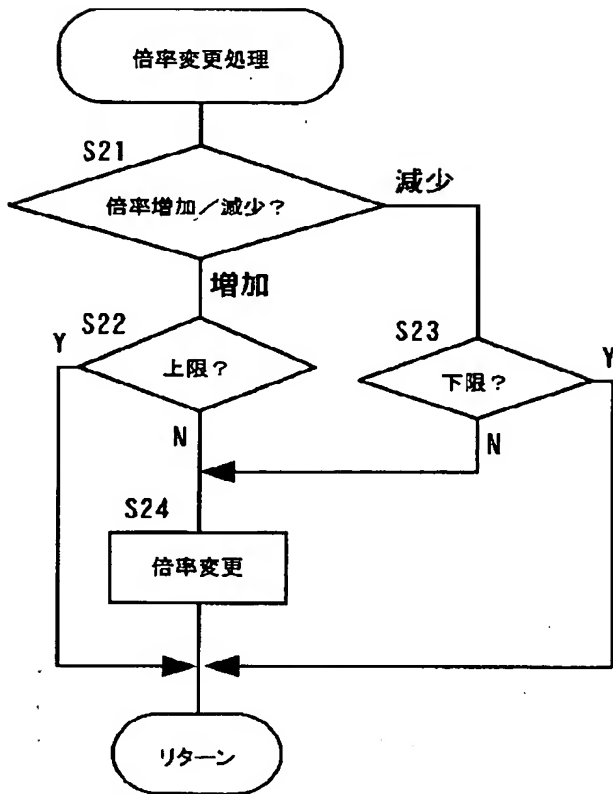 倍率変更処理
S21
倍率増加/減少?
減少
増加
S22
Y
上限?
N
S23
Y
下限?
N
S24
倍率変更
リターン